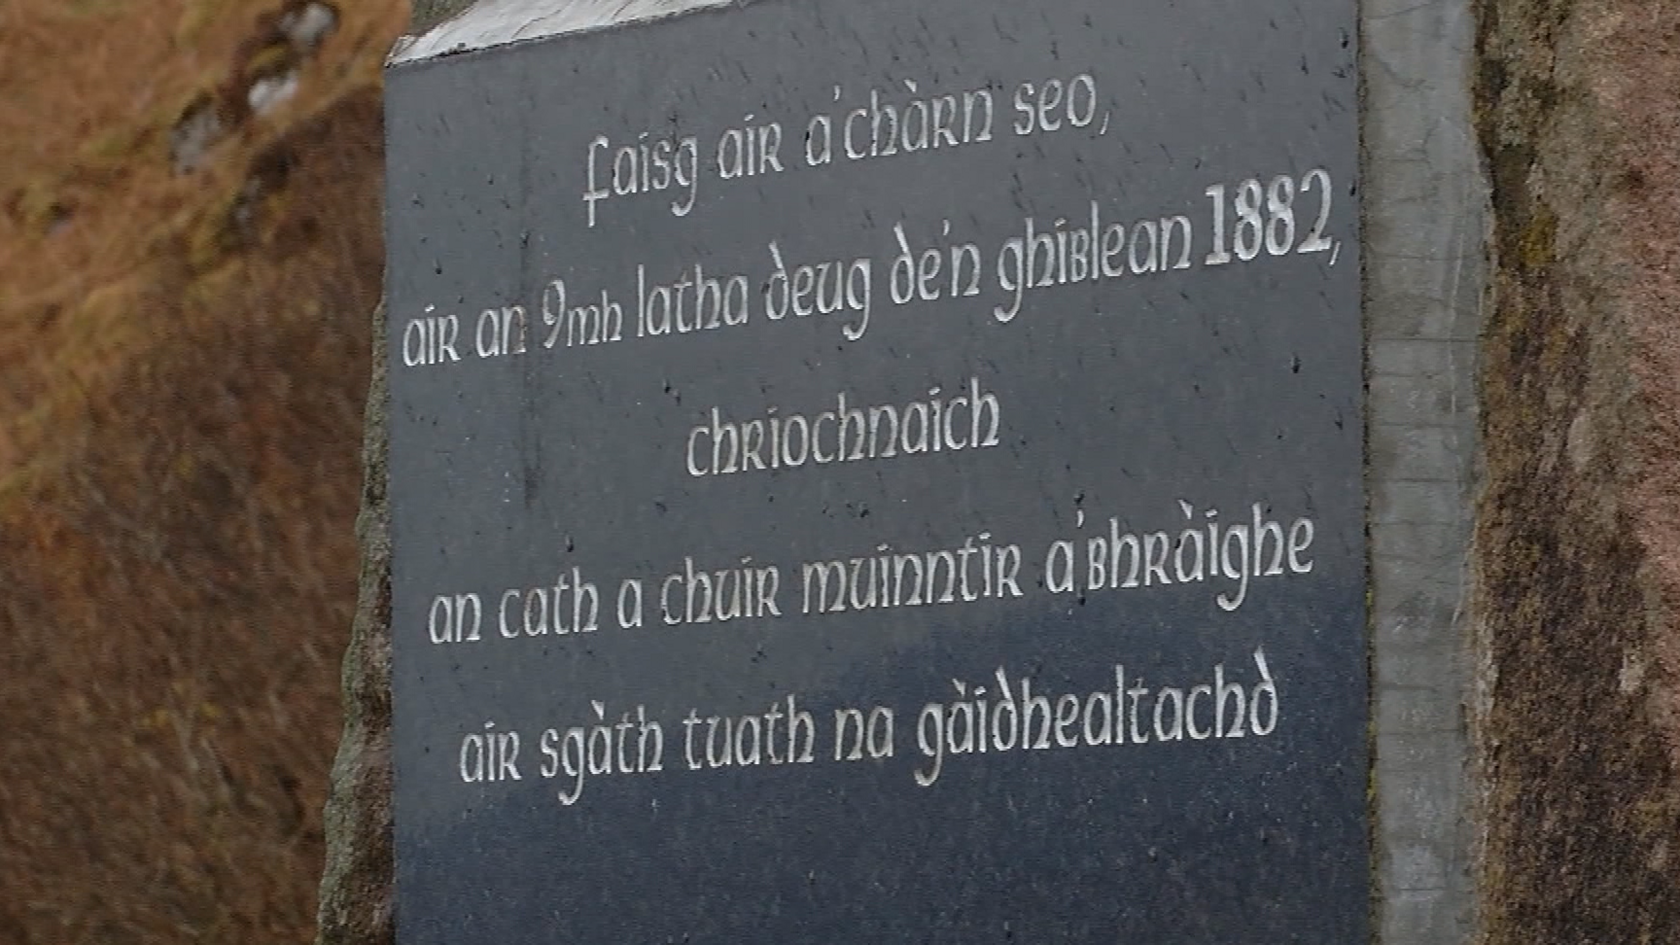 faisg air a'chàrn seo,
air an 9mh latha deug de'n ghiblean 1882,
chriochnaich
an cath a chuir muinntir a'bhràighe
air sgàth tuath na gàidhealtachd